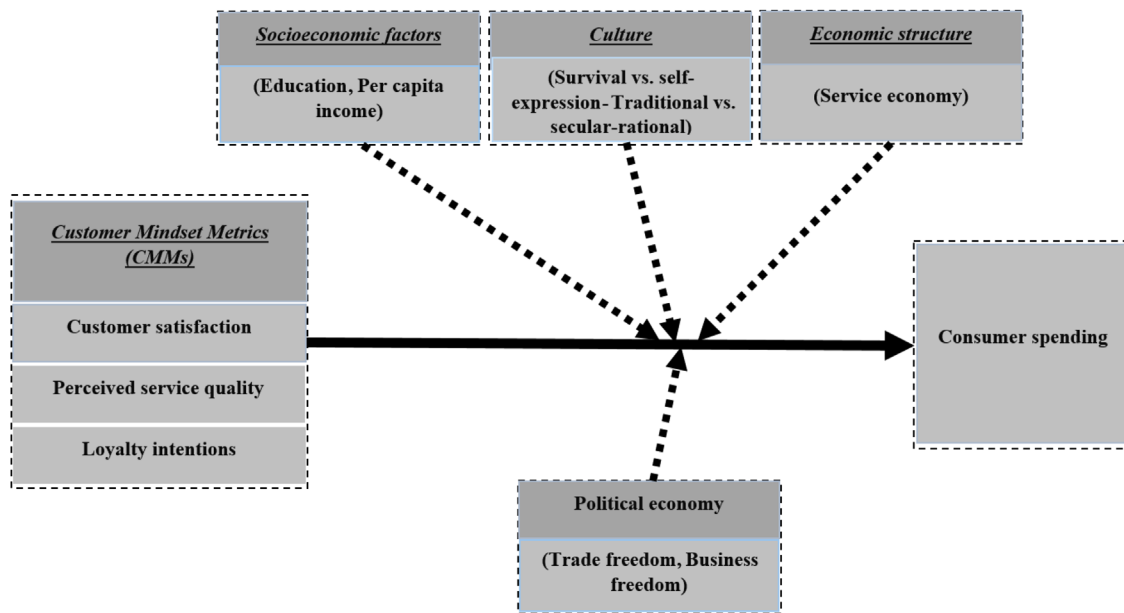 Socioeconomic factors
(Education, Per capita
income)
Culture
(Survival vs. self-
expression-Traditional vs.
secular-rational)
Economic structure
(Service economy)
Customer Mindset Metrics
(CMMs)
Customer satisfaction
Perceived service quality
Loyalty intentions
Consumer spending
Political economy
(Trade freedom, Business
freedom)